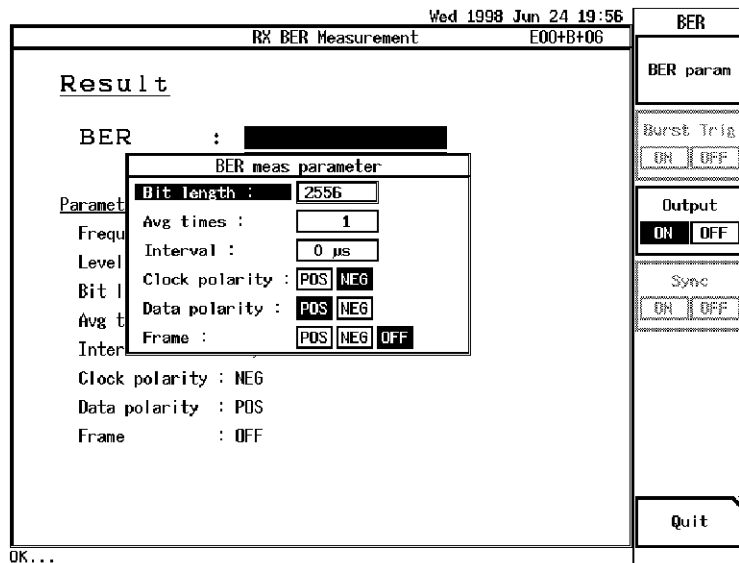 Wed 1998 Jun 24 19:56
RX BER Measurement E00+B+06
Result
BER :
BER meas parameter
Bit length : 2556
Avg times : 1
Interval : 0 µs
Clock polarity : POS NEG
Data polarity : POS NEG
Frame : POS NEG OFF
Paramet
Frequ
Level
Bit l
Avg t
Inter
Clock polarity : NEG
Data polarity : POS
Frame : OFF
OK...
BER
BER param
Burst Trig
ON OFF
Output
ON OFF
Sync
ON OFF
Quit